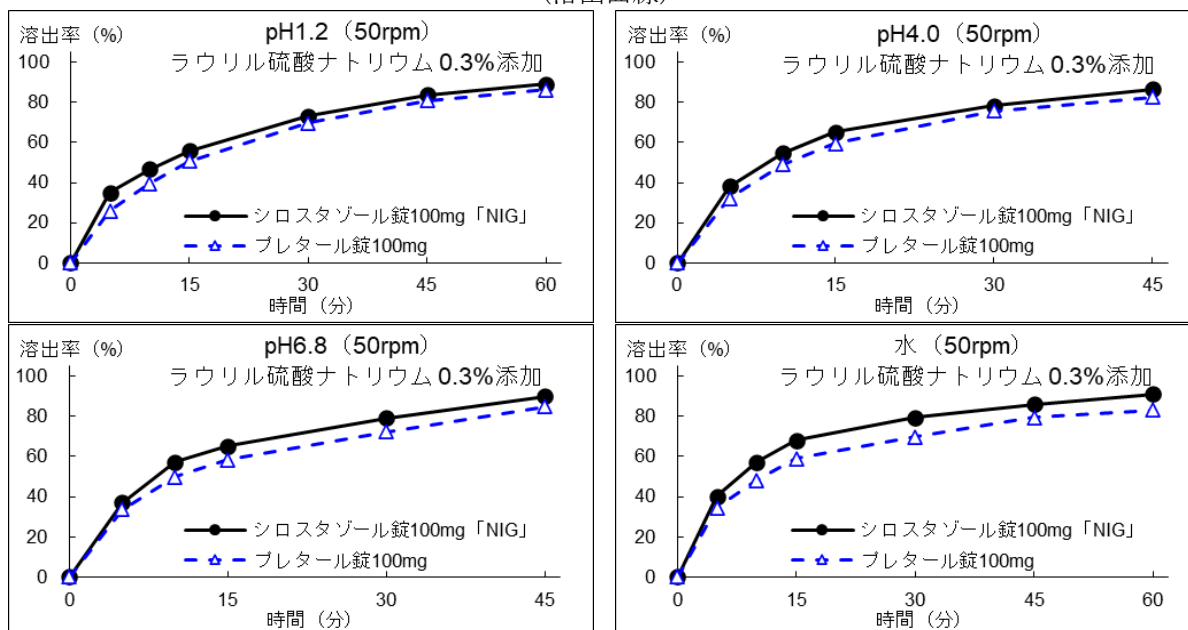 (溶出曲線)
溶出率 (%)
pH1.2 (50rpm)
ラウリル硫酸ナトリウム 0.3%添加
100
80
60
40
20
0
シロスタゾール錠100mg「NIG」
プレタール錠100mg
0 15 30 45 60
時間 (分)
溶出率 (%)
pH4.0 (50rpm)
ラウリル硫酸ナトリウム 0.3%添加
100
80
60
40
20
0
シロスタゾール錠100mg「NIG」
プレタール錠100mg
0 15 30 45
時間 (分)
溶出率 (%)
pH6.8 (50rpm)
ラウリル硫酸ナトリウム 0.3%添加
100
80
60
40
20
0
シロスタゾール錠100mg「NIG」
プレタール錠100mg
0 15 30 45
時間 (分)
溶出率 (%)
水 (50rpm)
ラウリル硫酸ナトリウム 0.3%添加
100
80
60
40
20
0
シロスタゾール錠100mg「NIG」
プレタール錠100mg
0 15 30 45 60
時間 (分)